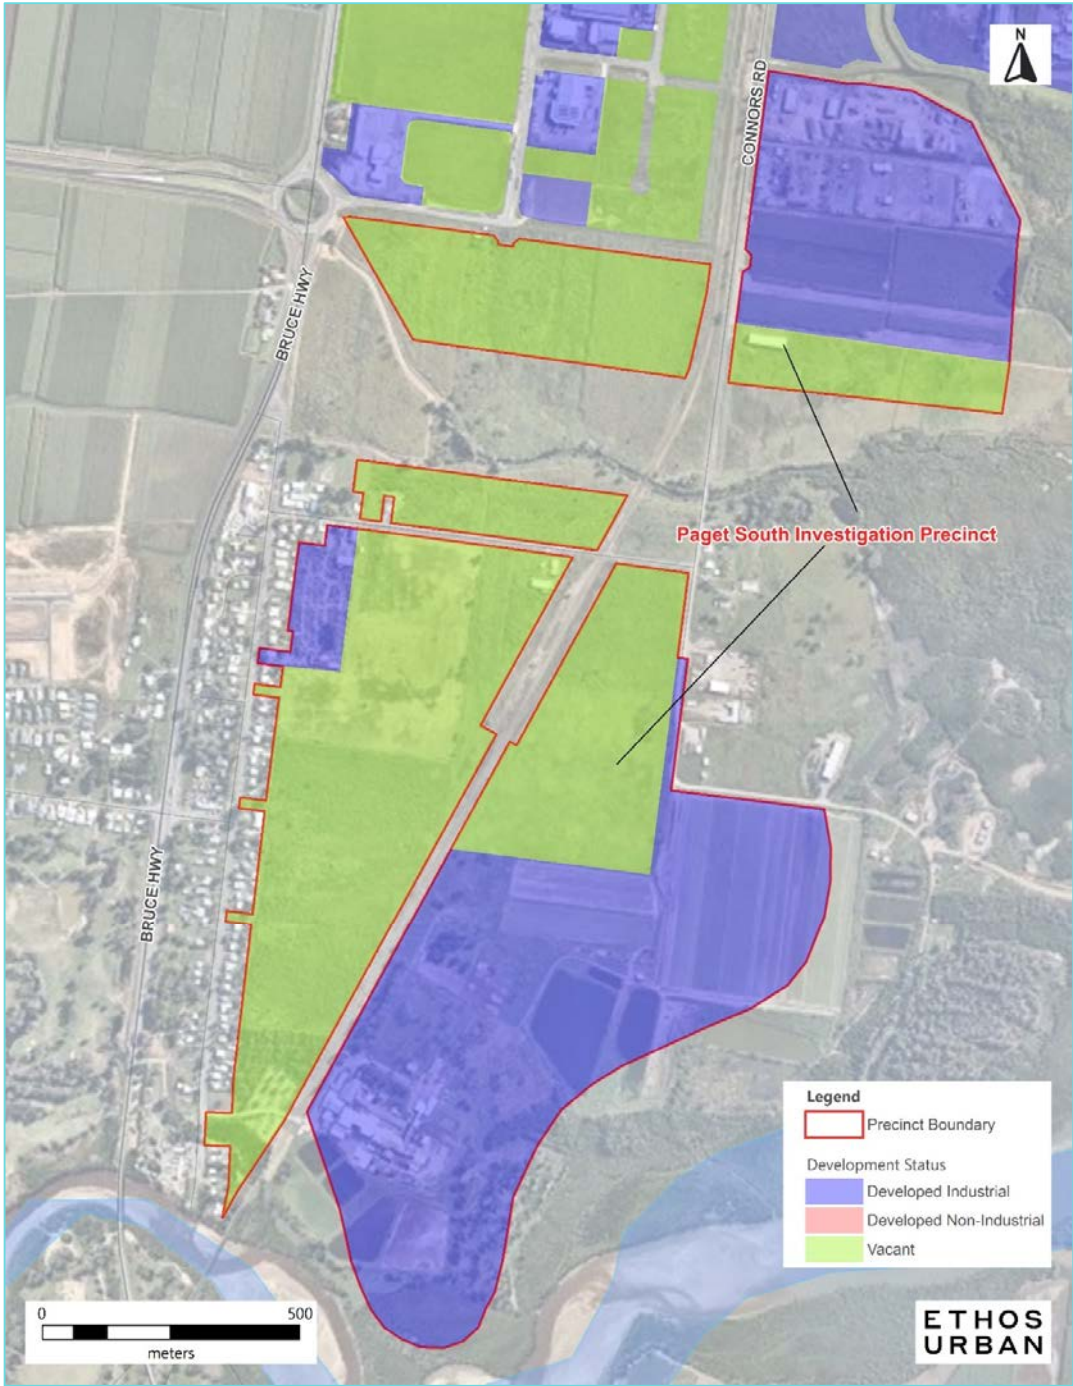 N
CONNORS RD
BRUCE HWY
Paget South Investigation Precinct
BRUCE HWY
Legend
Precinct Boundary
Development Status
Developed Industrial
Developed Non-Industrial
Vacant
0 500
meters
ETHOS
URBAN